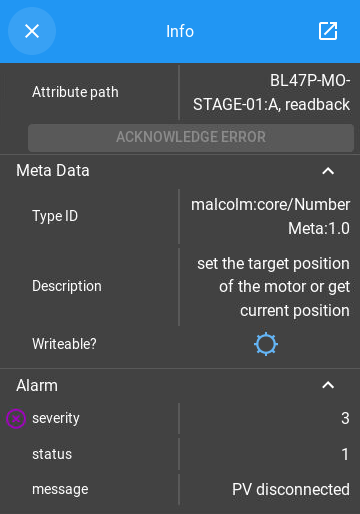 Info
Attribute path
BL47P-MO-
STAGE-01:A, readback
ACKNOWLEDGE ERROR
Meta Data
Type ID
malcolm:core/Number
Meta:1.0
Description
set the target position
of the motor or get
current position
Writeable?
Alarm
severity
3
status
1
message
PV disconnected